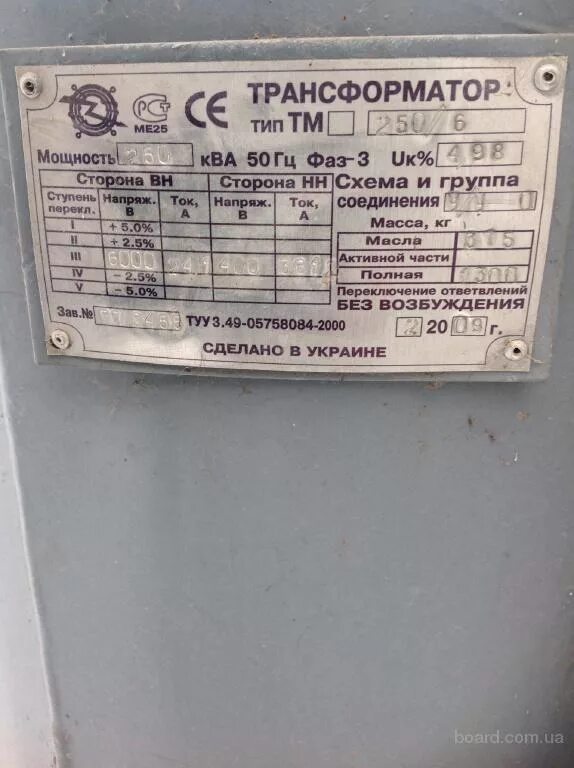 ТРАНСФОРМАТОР
РСТ
МЕ25
CE
ТИП ТМ 250/6
Мощность 250 кВА 50 Гц Фаз-3 Uк% 4.98
Сторона ВН Сторона НН Схема и группа
Ступень перекл. Напряж. В Ток, А Напряж. В Ток, А соединения У/У 0
Масса, кг
I + 5.0%
II + 2.5% Масла 315
III 6000 24,1 400 Активной части
IV – 2.5% Полная 1300
V – 5.0% Переключение ответвлений
БЕЗ ВОЗБУЖДЕНИЯ
Зав.№ ТУУ 3.49-05758084-2000 2 2009 г.
СДЕЛАНО В УКРАИНЕ
board.com.ua